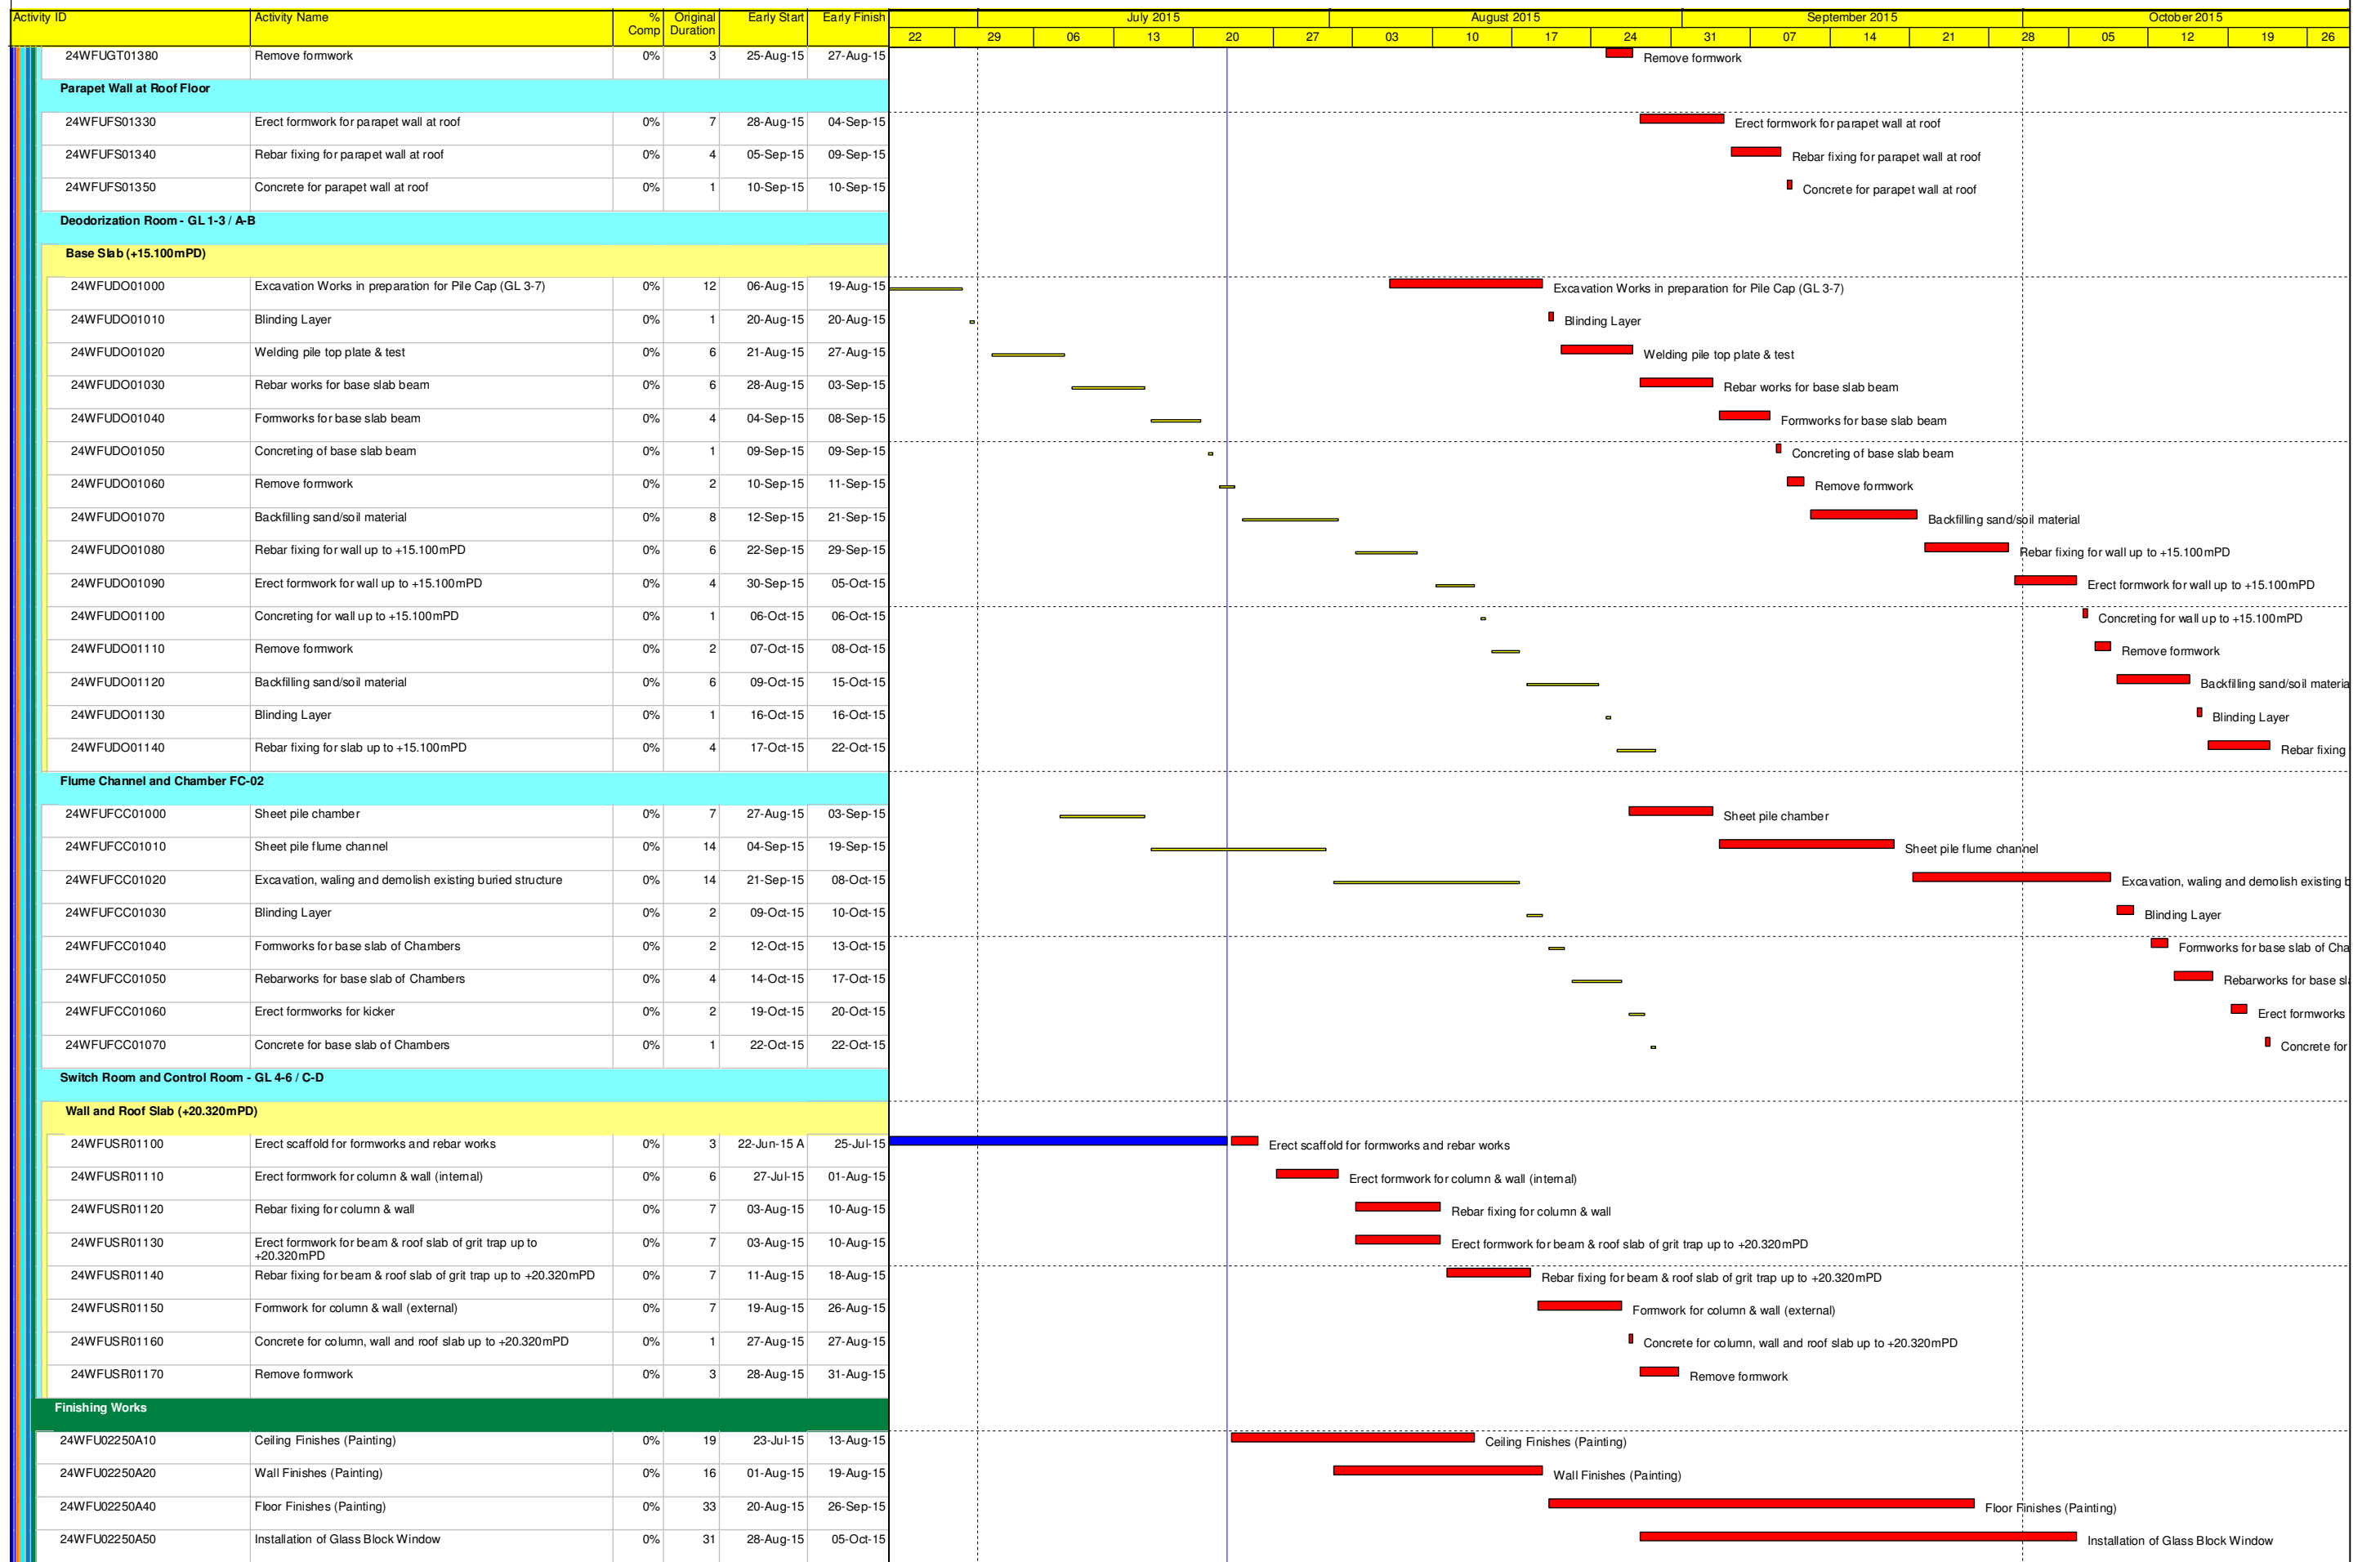 Activity ID Activity Name % Comp Original Duration Early Start Early Finish July 2015 August 2015 September 2015 October 2015
22 29 06 13 20 27 03 10 17 24 31 07 14 21 28 05 12 19 26
24WFUGT01380 Remove formwork 0% 3 25-Aug-15 27-Aug-15 Remove formwork
Parapet Wall at Roof Floor
24WFUFS01330 Erect formwork for parapet wall at roof 0% 7 28-Aug-15 04-Sep-15 Erect formwork for parapet wall at roof
24WFUFS01340 Rebar fixing for parapet wall at roof 0% 4 05-Sep-15 09-Sep-15 Rebar fixing for parapet wall at roof
24WFUFS01350 Concrete for parapet wall at roof 0% 1 10-Sep-15 10-Sep-15 Concrete for parapet wall at roof
Deodorization Room - GL 1-3 / A-B
Base Slab (+15.100mPD)
24WFUDO01000 Excavation Works in preparation for Pile Cap (GL 3-7) 0% 12 06-Aug-15 19-Aug-15 Excavation Works in preparation for Pile Cap (GL 3-7)
24WFUDO01010 Blinding Layer 0% 1 20-Aug-15 20-Aug-15 Blinding Layer
24WFUDO01020 Welding pile top plate & test 0% 6 21-Aug-15 27-Aug-15 Welding pile top plate & test
24WFUDO01030 Rebar works for base slab beam 0% 6 28-Aug-15 03-Sep-15 Rebar works for base slab beam
24WFUDO01040 Formworks for base slab beam 0% 4 04-Sep-15 08-Sep-15 Formworks for base slab beam
24WFUDO01050 Concreting of base slab beam 0% 1 09-Sep-15 09-Sep-15 Concreting of base slab beam
24WFUDO01060 Remove formwork 0% 2 10-Sep-15 11-Sep-15 Remove formwork
24WFUDO01070 Backfilling sand/soil material 0% 8 12-Sep-15 21-Sep-15 Backfilling sand/soil material
24WFUDO01080 Rebar fixing for wall up to +15.100mPD 0% 6 22-Sep-15 29-Sep-15 Rebar fixing for wall up to +15.100mPD
24WFUDO01090 Erect formwork for wall up to +15.100mPD 0% 4 30-Sep-15 05-Oct-15 Erect formwork for wall up to +15.100mPD
24WFUDO01100 Concreting for wall up to +15.100mPD 0% 1 06-Oct-15 06-Oct-15 Concreting for wall up to +15.100mPD
24WFUDO01110 Remove formwork 0% 2 07-Oct-15 08-Oct-15 Remove formwork
24WFUDO01120 Backfilling sand/soil material 0% 6 09-Oct-15 15-Oct-15 Backfilling sand/soil materia
24WFUDO01130 Blinding Layer 0% 1 16-Oct-15 16-Oct-15 Blinding Layer
24WFUDO01140 Rebar fixing for slab up to +15.100mPD 0% 4 17-Oct-15 22-Oct-15 Rebar fixing
Flume Channel and Chamber FC-02
24WFUFCC01000 Sheet pile chamber 0% 7 27-Aug-15 03-Sep-15 Sheet pile chamber
24WFUFCC01010 Sheet pile flume channel 0% 14 04-Sep-15 19-Sep-15 Sheet pile flume channel
24WFUFCC01020 Excavation, waling and demolish existing buried structure 0% 14 21-Sep-15 08-Oct-15 Excavation, waling and demolish existing b
24WFUFCC01030 Blinding Layer 0% 2 09-Oct-15 10-Oct-15 Blinding Layer
24WFUFCC01040 Formworks for base slab of Chambers 0% 2 12-Oct-15 13-Oct-15 Formworks for base slab of Cha
24WFUFCC01050 Rebarworks for base slab of Chambers 0% 4 14-Oct-15 17-Oct-15 Rebarworks for base sla
24WFUFCC01060 Erect formworks for kicker 0% 2 19-Oct-15 20-Oct-15 Erect formworks
24WFUFCC01070 Concrete for base slab of Chambers 0% 1 22-Oct-15 22-Oct-15 Concrete for
Switch Room and Control Room - GL 4-6 / C-D
Wall and Roof Slab (+20.320mPD)
24WFUSR01100 Erect scaffold for formworks and rebar works 0% 3 22-Jun-15 A 25-Jul-15 Erect scaffold for formworks and rebar works
24WFUSR01110 Erect formwork for column & wall (internal) 0% 6 27-Jul-15 01-Aug-15 Erect formwork for column & wall (internal)
24WFUSR01120 Rebar fixing for column & wall 0% 7 03-Aug-15 10-Aug-15 Rebar fixing for column & wall
24WFUSR01130 Erect formwork for beam & roof slab of grit trap up to 0% 7 03-Aug-15 10-Aug-15 Erect formwork for beam & roof slab of grit trap up to +20.320mPD
+20.320mPD
24WFUSR01140 Rebar fixing for beam & roof slab of grit trap up to +20.320mPD 0% 7 11-Aug-15 18-Aug-15 Rebar fixing for beam & roof slab of grit trap up to +20.320mPD
24WFUSR01150 Formwork for column & wall (external) 0% 7 19-Aug-15 26-Aug-15 Formwork for column & wall (external)
24WFUSR01160 Concrete for column, wall and roof slab up to +20.320mPD 0% 1 27-Aug-15 27-Aug-15 Concrete for column, wall and roof slab up to +20.320mPD
24WFUSR01170 Remove formwork 0% 3 28-Aug-15 31-Aug-15 Remove formwork
Finishing Works
24WFU02250A10 Ceiling Finishes (Painting) 0% 19 23-Jul-15 13-Aug-15 Ceiling Finishes (Painting)
24WFU02250A20 Wall Finishes (Painting) 0% 16 01-Aug-15 19-Aug-15 Wall Finishes (Painting)
24WFU02250A40 Floor Finishes (Painting) 0% 33 20-Aug-15 26-Sep-15 Floor Finishes (Painting)
24WFU02250A50 Installation of Glass Block Window 0% 31 28-Aug-15 05-Oct-15 Installation of Glass Block Window